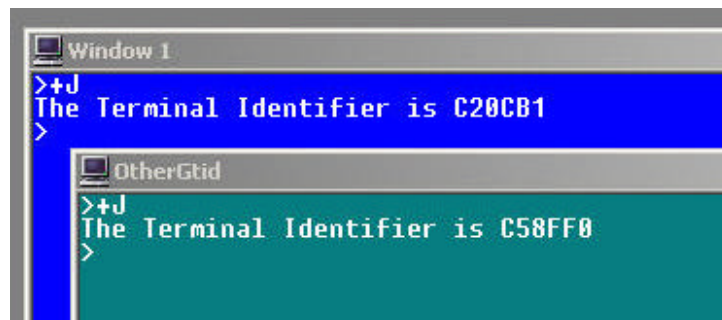 Window 1
>+J
The Terminal Identifier is C20CB1
>
OtherGtid
>+J
The Terminal Identifier is C58FF0
>